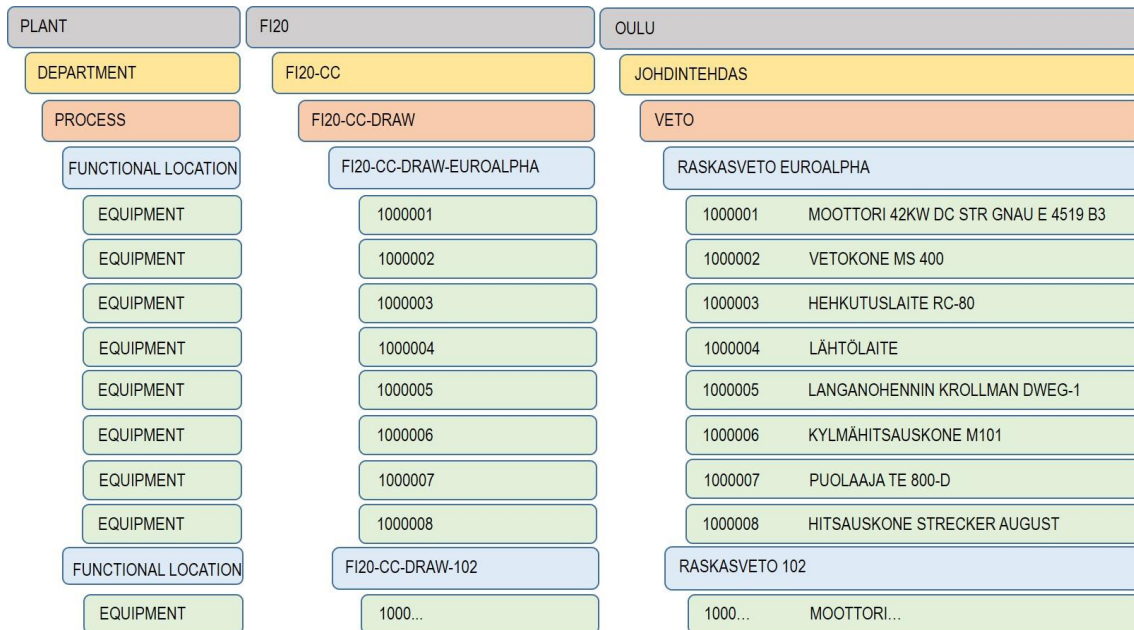 PLANT FI20 OULU
DEPARTMENT FI20-CC JOHDINTEHDAS
PROCESS FI20-CC-DRAW VETO
FUNCTIONAL LOCATION FI20-CC-DRAW-EUROALPHA RASKASVETO EUROALPHA
EQUIPMENT 1000001 1000001 MOOTTORI 42KW DC STR GNAU E 4519 B3
EQUIPMENT 1000002 1000002 VETOKONE MS 400
EQUIPMENT 1000003 1000003 HEHKUTUSLAITE RC-80
EQUIPMENT 1000004 1000004 LÄHTÖLAITE
EQUIPMENT 1000005 1000005 LANGANOHENNIN KROLLMAN DWEG-1
EQUIPMENT 1000006 1000006 KYLMÄHITSAUSKONE M101
EQUIPMENT 1000007 1000007 PUOLAAJA TE 800-D
EQUIPMENT 1000008 1000008 HITSAUSKONE STRECKER AUGUST
FUNCTIONAL LOCATION FI20-CC-DRAW-102 RASKASVETO 102
EQUIPMENT 1000... 1000... MOOTTORI...